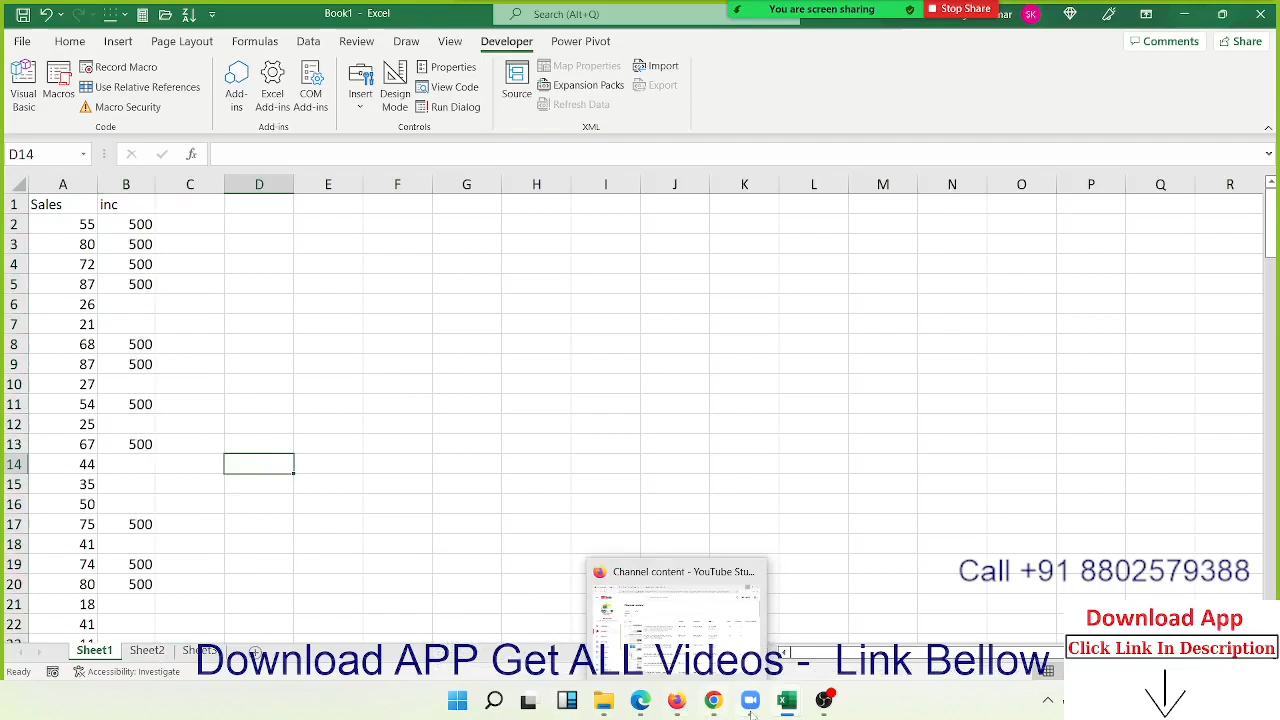 Book1 - Excel
Search (Alt+Q)
You are screen sharing
Stop Share
mar
SK
File Home Insert Page Layout Formulas Data Review Draw View Developer Power Pivot
Comments Share
Visual Basic
Macros
Record Macro
Use Relative References
Macro Security
Code
Add-ins
Excel Add-ins
COM Add-ins
Add-ins
Insert
Design Mode
Properties
View Code
Run Dialog
Controls
Source
Map Properties
Expansion Packs
Refresh Data
Import
Export
XML
D14
fx
A B C D E F G H I J K L M N O P Q R
1 Sales inc
2 55 500
3 80 500
4 72 500
5 87 500
6 26
7 21
8 68 500
9 87 500
10 27
11 54 500
12 25
13 67 500
14 44
15 35
16 50
17 75 500
18 41
19 74 500
20 80 500
21 18
22 41
Channel content - YouTube Stu...
Call +91 8802579388
Download App
Click Link In Description
Sheet1 Sheet2
Download APP Get ALL Videos - Link Bellow
Ready
Accessibility: Investigate